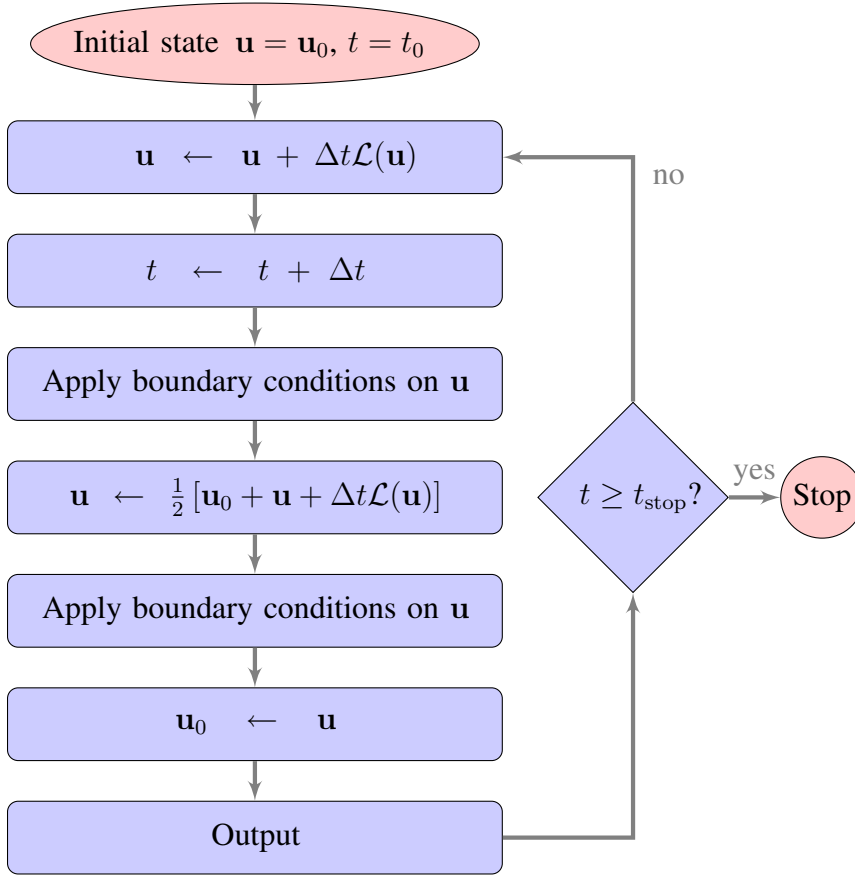 Initial state 𝐮 = 𝐮₀, t = t₀
𝐮 ← 𝐮 + Δtℒ(𝐮)
no
t ← t + Δt
Apply boundary conditions on 𝐮
𝐮 ← ½ [𝐮₀ + 𝐮 + Δtℒ(𝐮)]
t ≥ t_stop?
yes
Stop
Apply boundary conditions on 𝐮
𝐮₀ ← 𝐮
Output